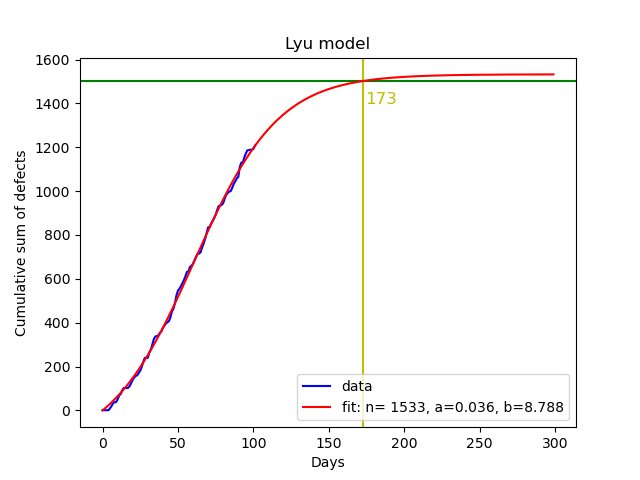 Lyu model
Cumulative sum of defects
1600
1400
1200
1000
800
600
400
200
0
173
data
fit: n= 1533, a=0.036, b=8.788
0 50 100 150 200 250 300
Days